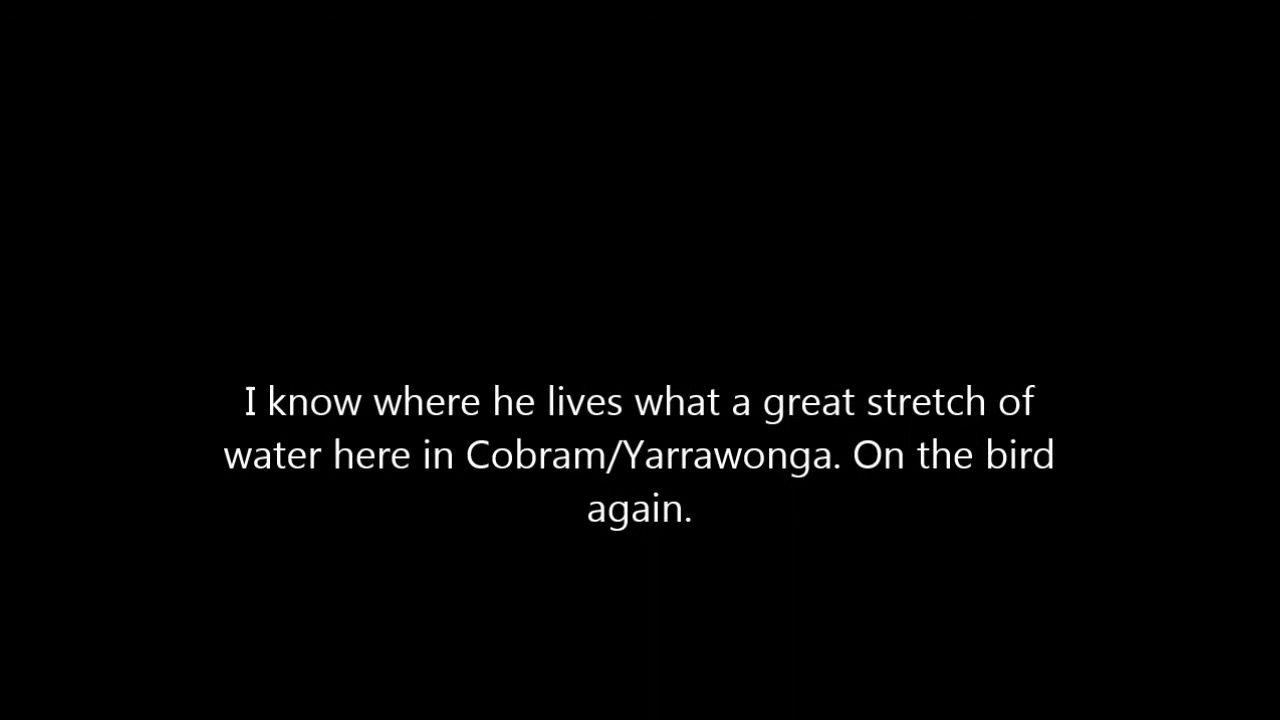 I know where he lives what a great stretch of
water here in Cobram/Yarrawonga. On the bird
again.